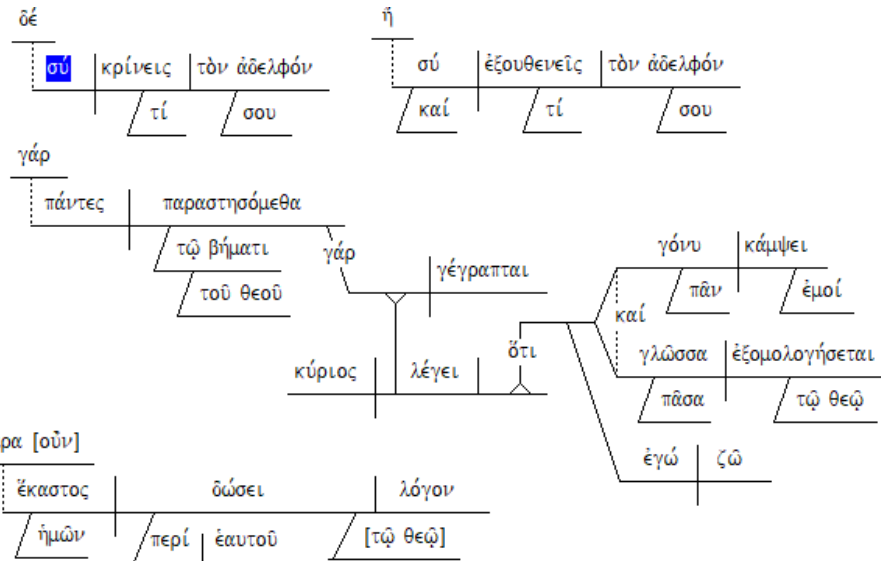 δέ ἤ
σύ κρίνεις τὸν ἀδελφόν σύ ἐξουθενεῖς τὸν ἀδελφόν
τί σου καί τί σου
γάρ
πάντες παραστησόμεθα
τῷ βήματι γάρ γόνυ κάμψει
τοῦ θεοῦ γέγραπται πᾶν ἐμοί
καί
κύριος λέγει ὅτι γλῶσσα ἐξομολογήσεται
πᾶσα τῷ θεῷ
ρα [οὖν]
ἐγώ ζῶ
ἕκαστος δώσει λόγον
ἡμῶν περί ἑαυτοῦ [τῷ θεῷ]